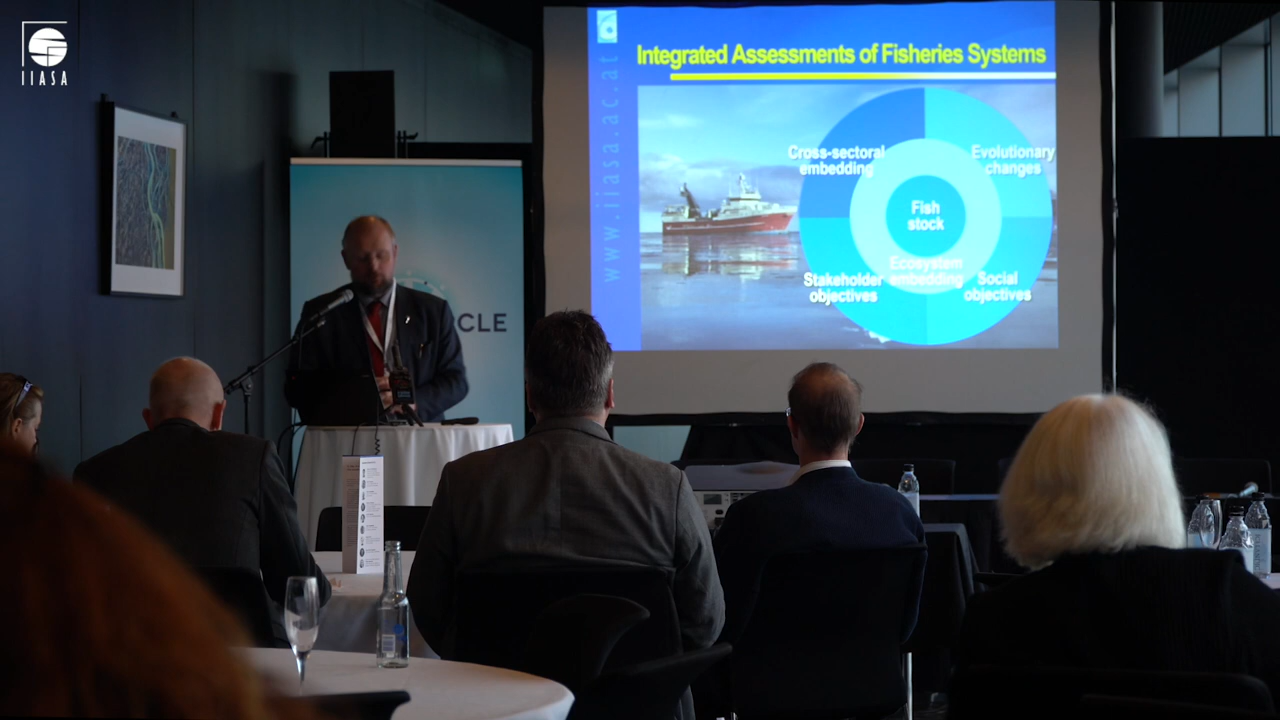 IIASA
www.iiasa.ac.at
Integrated Assessments of Fisheries Systems
Cross-sectoral
embedding
Evolutionary
changes
Fish
stock
Ecosystem
embedding
Stakeholder
objectives
Social
objectives
CLE